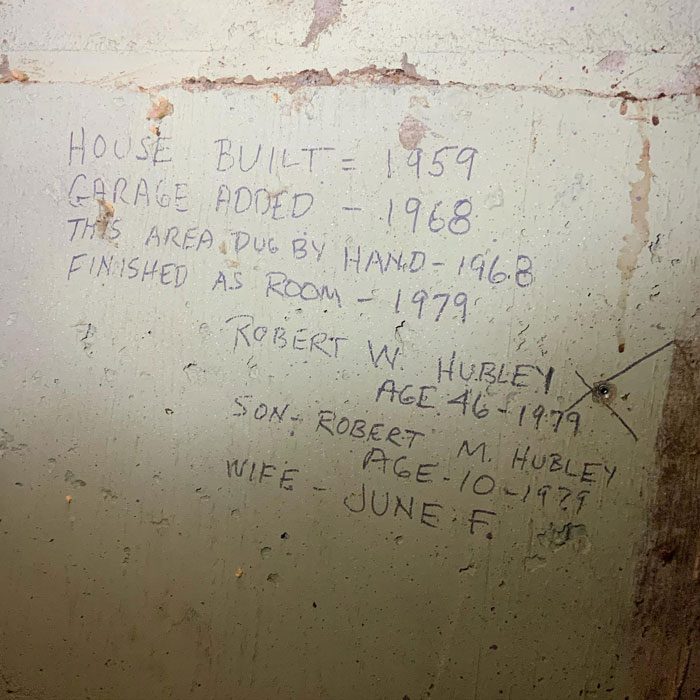 HOUSE BUILT = 1959
GARAGE ADDED - 1968
THIS AREA DUG BY HAND - 1968
FINISHED AS ROOM - 1979
ROBERT W. HUBLEY
AGE 46 - 1979
SON- ROBERT M. HUBLEY
AGE - 10 - 1979
WIFE - JUNE F.